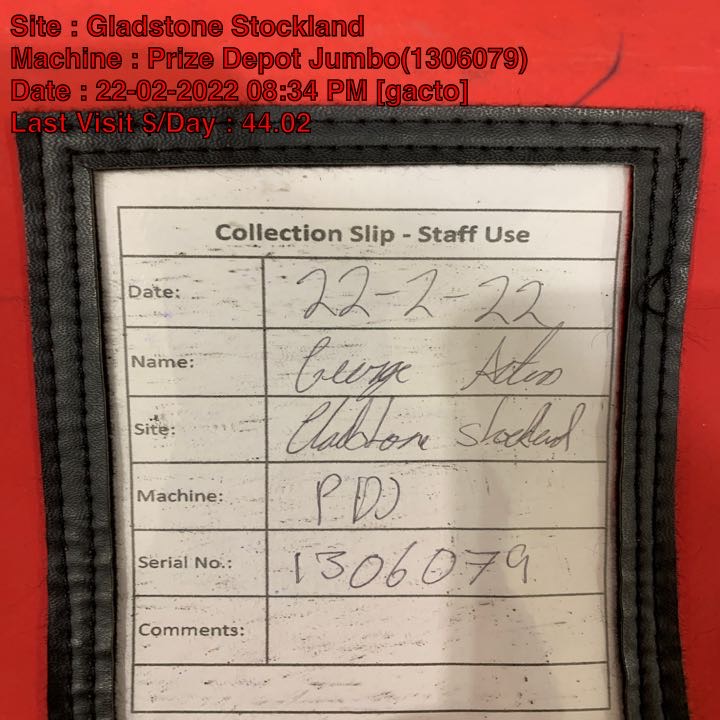 Site : Gladstone Stockland
Machine : Prize Depot Jumbo(1306079)
Date : 22-02-2022 08:34 PM [gacto]
Last Visit $/Day : 44.02
Collection Slip - Staff Use
Date: 22-2-22
Name: George
Site: Gladstone Stockland
Machine: PDJ
Serial No.: 1306079
Comments: